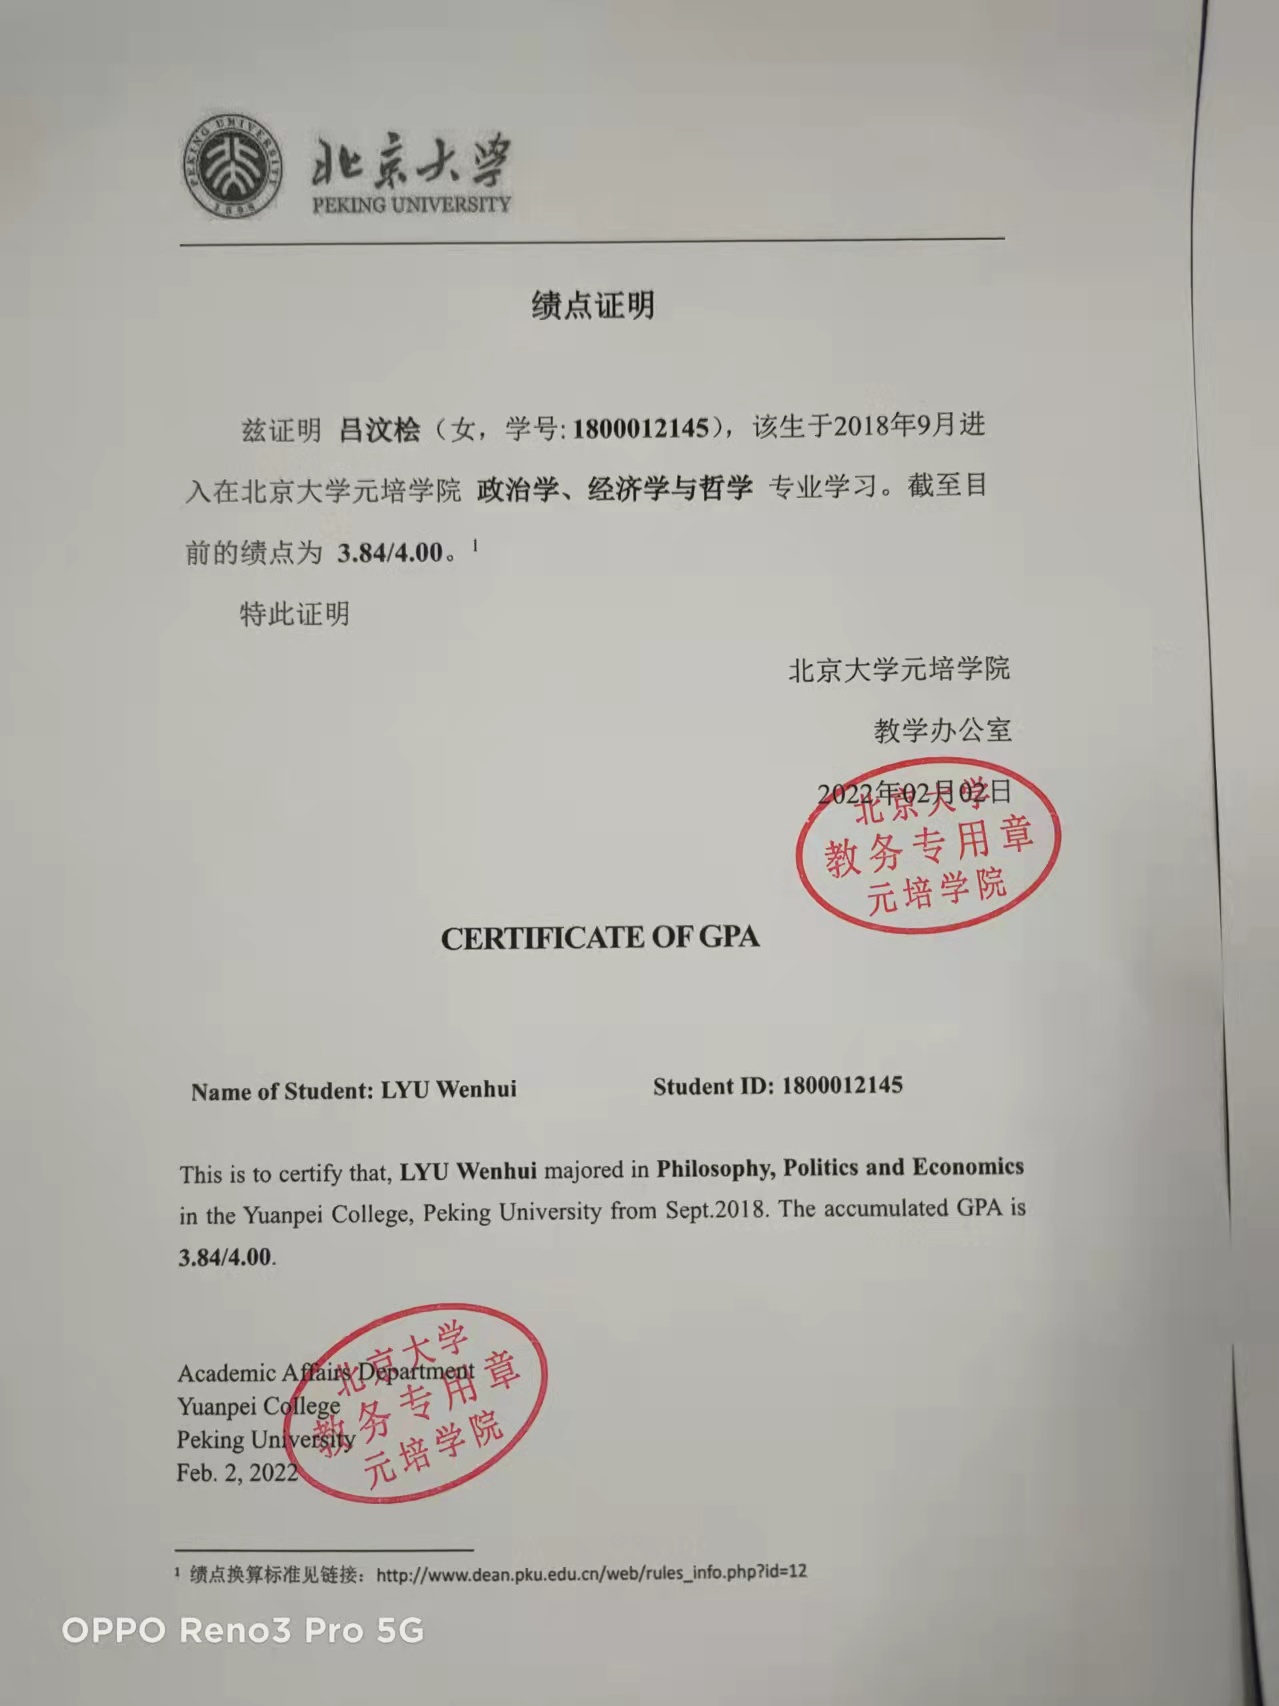 PEKING UNIVERSITY
1898
北京大学
PEKING UNIVERSITY
绩点证明
兹证明 吕汶桧（女，学号: 1800012145），该生于2018年9月进
入在北京大学元培学院 政治学、经济学与哲学 专业学习。截至目
前的绩点为 3.84/4.00。1
特此证明
北京大学元培学院
教学办公室
2022年02月02日
北京大学
教务专用章
元培学院
CERTIFICATE OF GPA
Name of Student: LYU Wenhui Student ID: 1800012145
This is to certify that, LYU Wenhui majored in Philosophy, Politics and Economics
in the Yuanpei College, Peking University from Sept.2018. The accumulated GPA is
3.84/4.00.
Academic Affairs Department
Yuanpei College
Peking University
Feb. 2, 2022
北京大学
教务专用章
元培学院
1 绩点换算标准见链接：http://www.dean.pku.edu.cn/web/rules_info.php?id=12
OPPO Reno3 Pro 5G